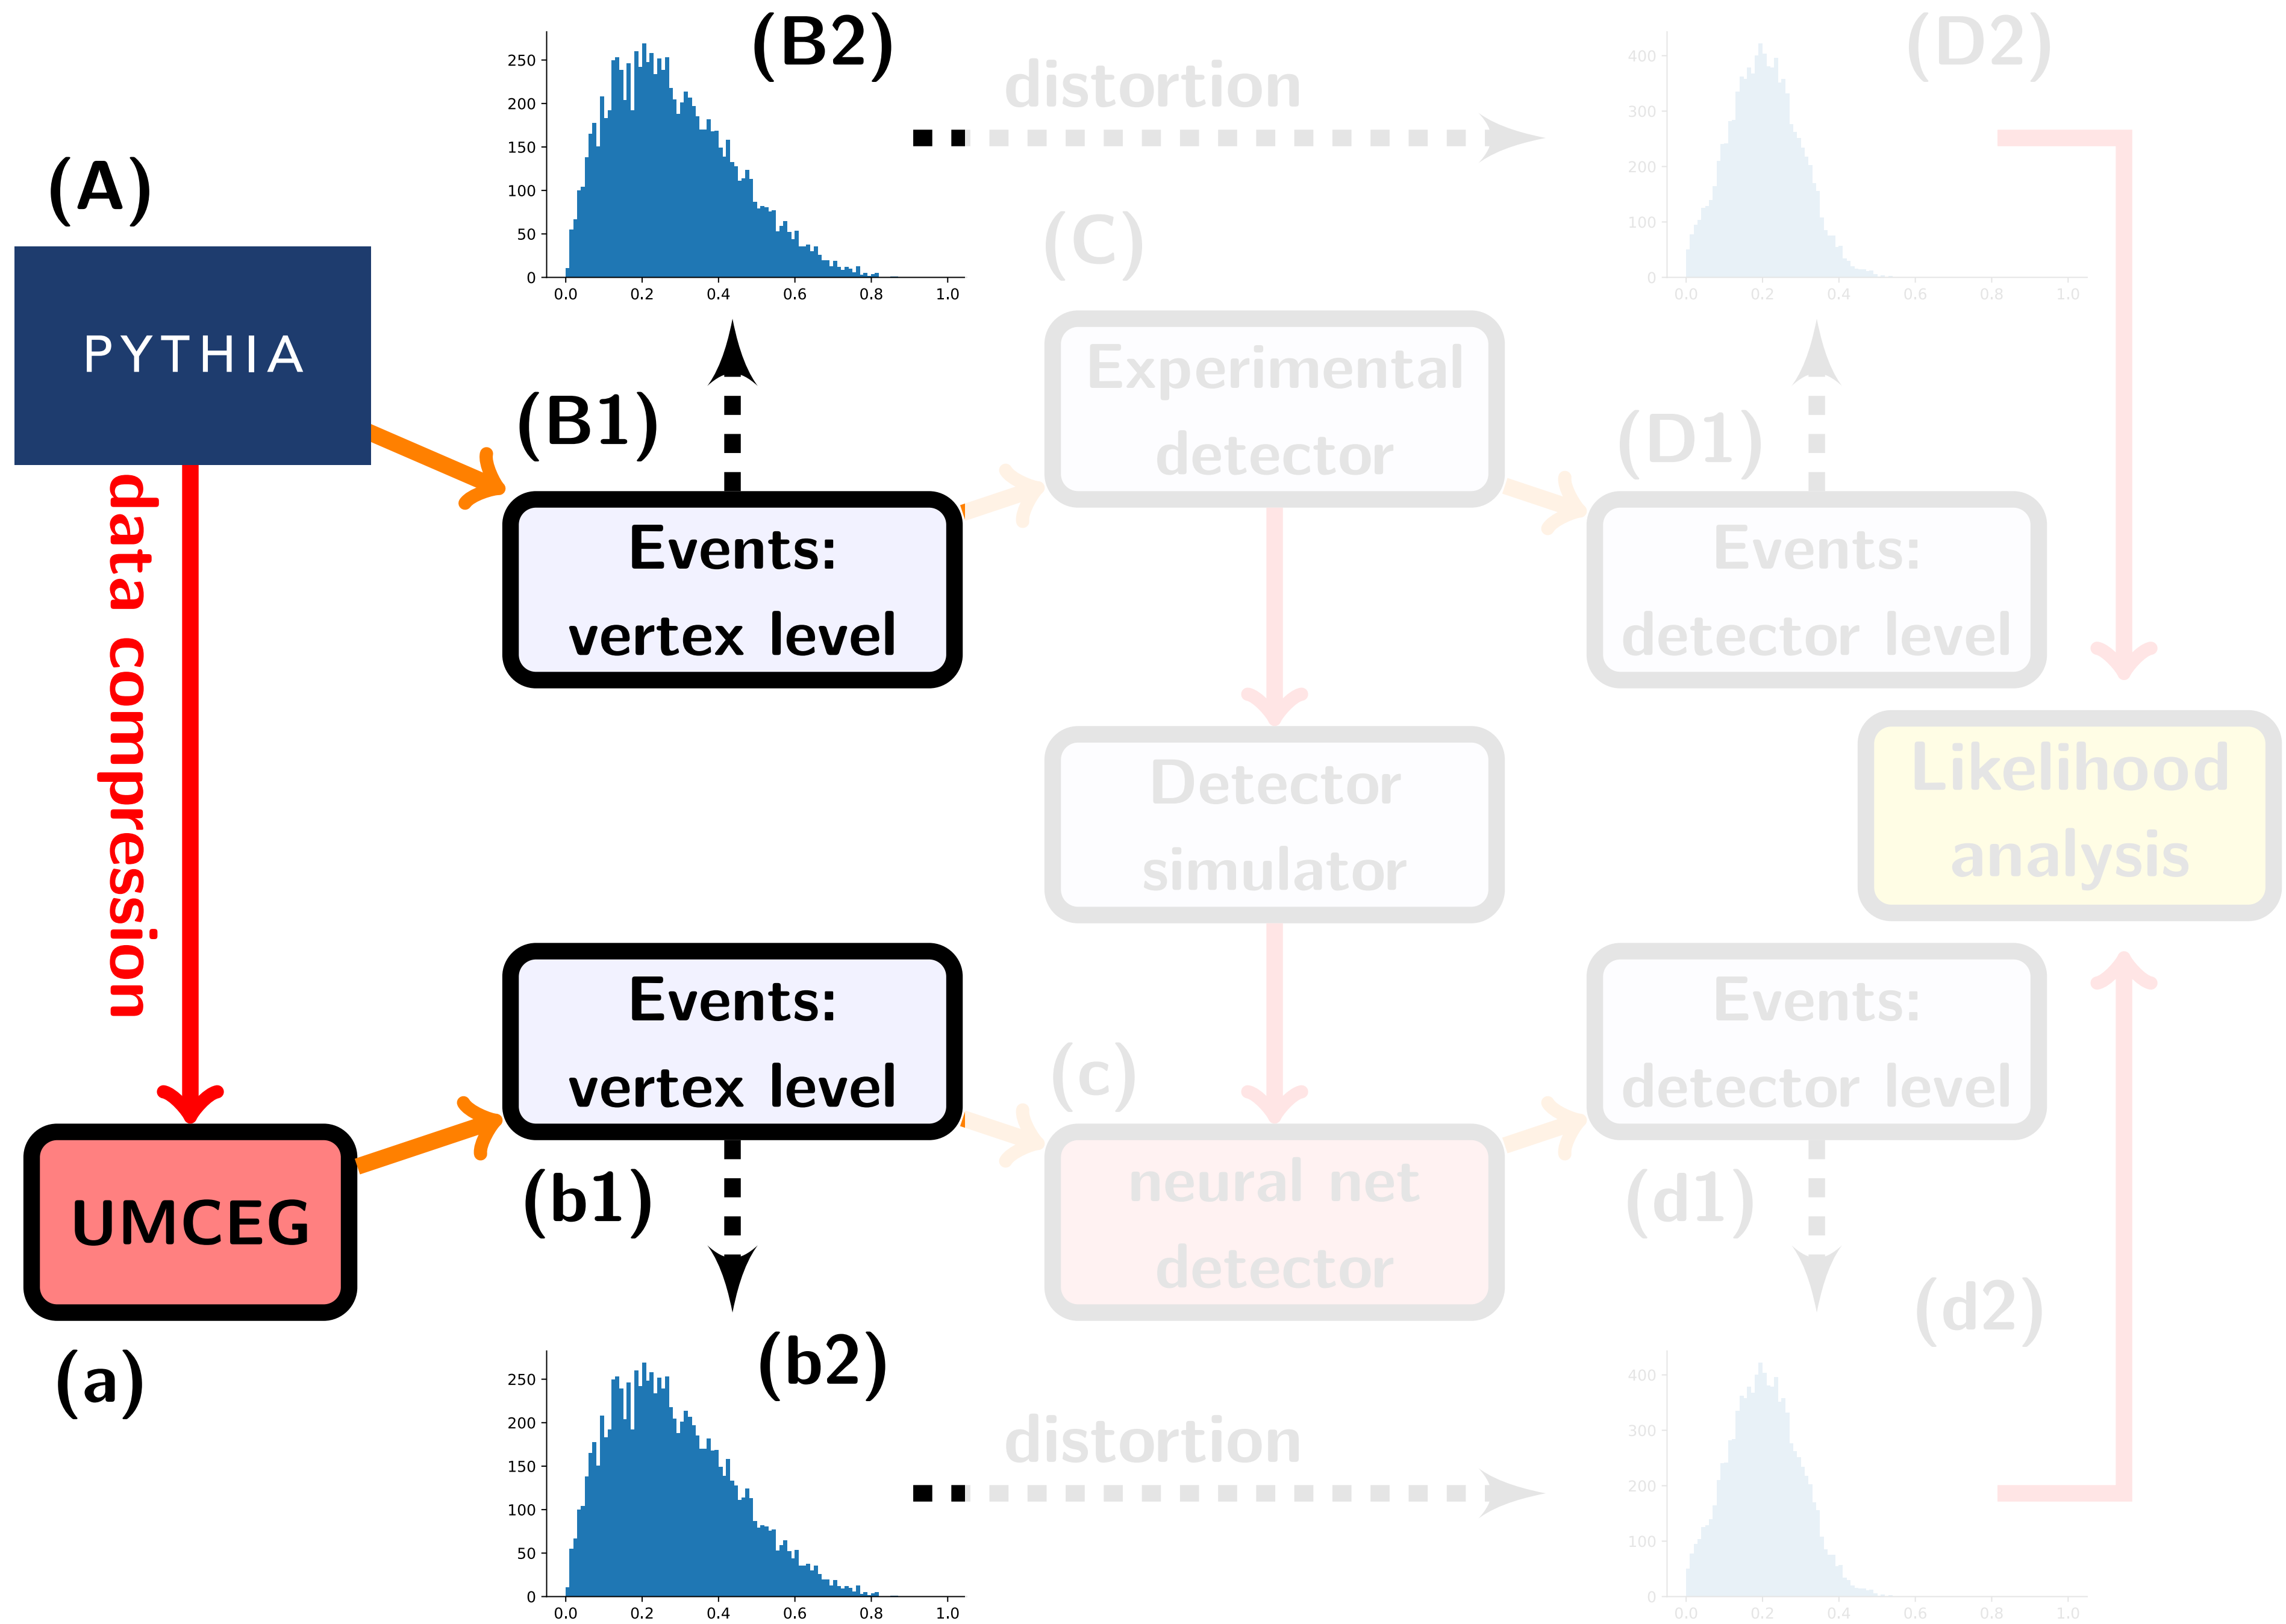 (B2)
250
200
150
100
50
0
0.0 0.2 0.4 0.6 0.8 1.0
distortion
(D2)
400
300
200
100
0
0.0 0.2 0.4 0.6 0.8 1.0
(A)
PYTHIA
(C)
(B1)
Experimental
detector
(D1)
Events:
vertex level
Events:
detector level
data compression
Detector
simulator
Likelihood
analysis
Events:
vertex level
(c)
Events:
detector level
UMCEG
(b1)
neural net
detector
(d1)
(a)
(b2)
250
200
150
100
50
0
0.0 0.2 0.4 0.6 0.8 1.0
distortion
(d2)
400
300
200
100
0
0.0 0.2 0.4 0.6 0.8 1.0